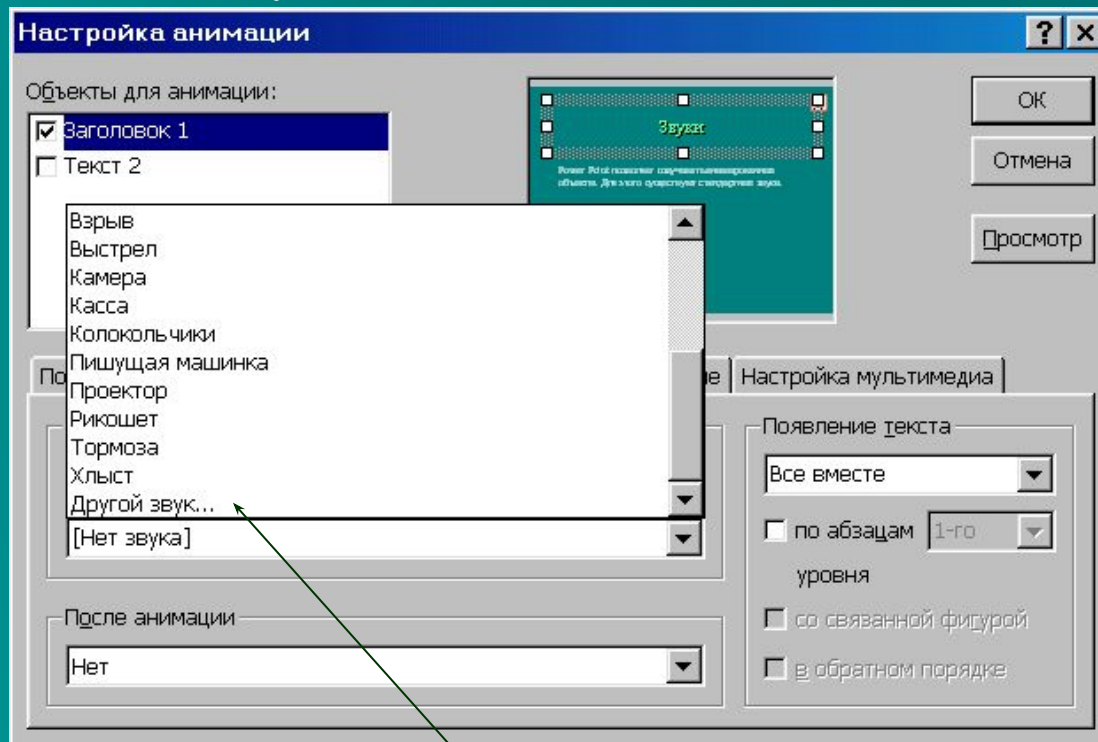 Настройка анимации
Объекты для анимации:
Заголовок 1
Текст 2
Звуки
ОК
Отмена
Просмотр
Взрыв
Выстрел
Камера
Касса
Колокольчики
Пишущая машинка
Проектор
Рикошет
Тормоза
Хлыст
Другой звук...
[Нет звука]
Настройка мультимедиа
Появление текста
Все вместе
по абзацам 1-го
уровня
со связанной фигурой
в обратном порядке
После анимации
Нет